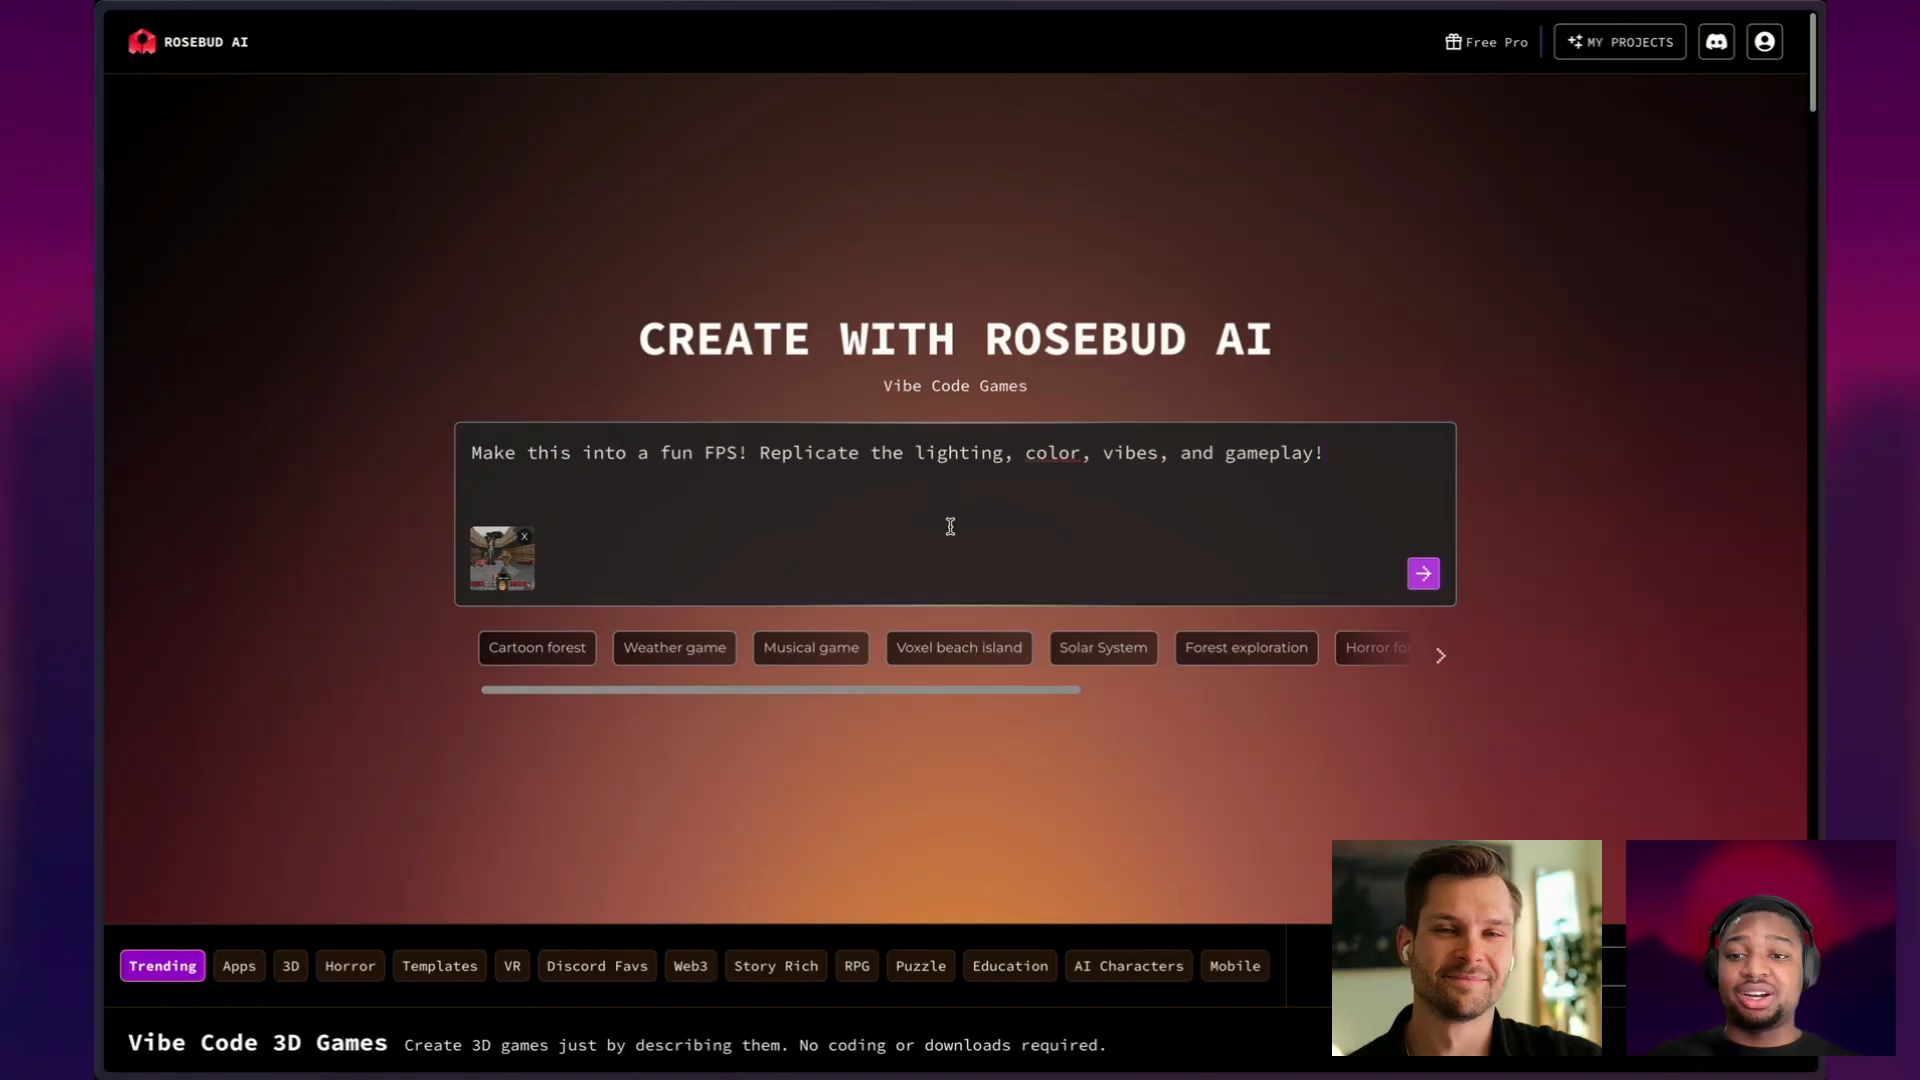 ROSEBUD AI
Free Pro
MY PROJECTS
CREATE WITH ROSEBUD AI
Vibe Code Games
Make this into a fun FPS! Replicate the lighting, color, vibes, and gameplay!
x
Cartoon forest
Weather game
Musical game
Voxel beach island
Solar System
Forest exploration
Horror fo
Trending
Apps
3D
Horror
Templates
VR
Discord Favs
Web3
Story Rich
RPG
Puzzle
Education
AI Characters
Mobile
Vibe Code 3D Games
Create 3D games just by describing them. No coding or downloads required.